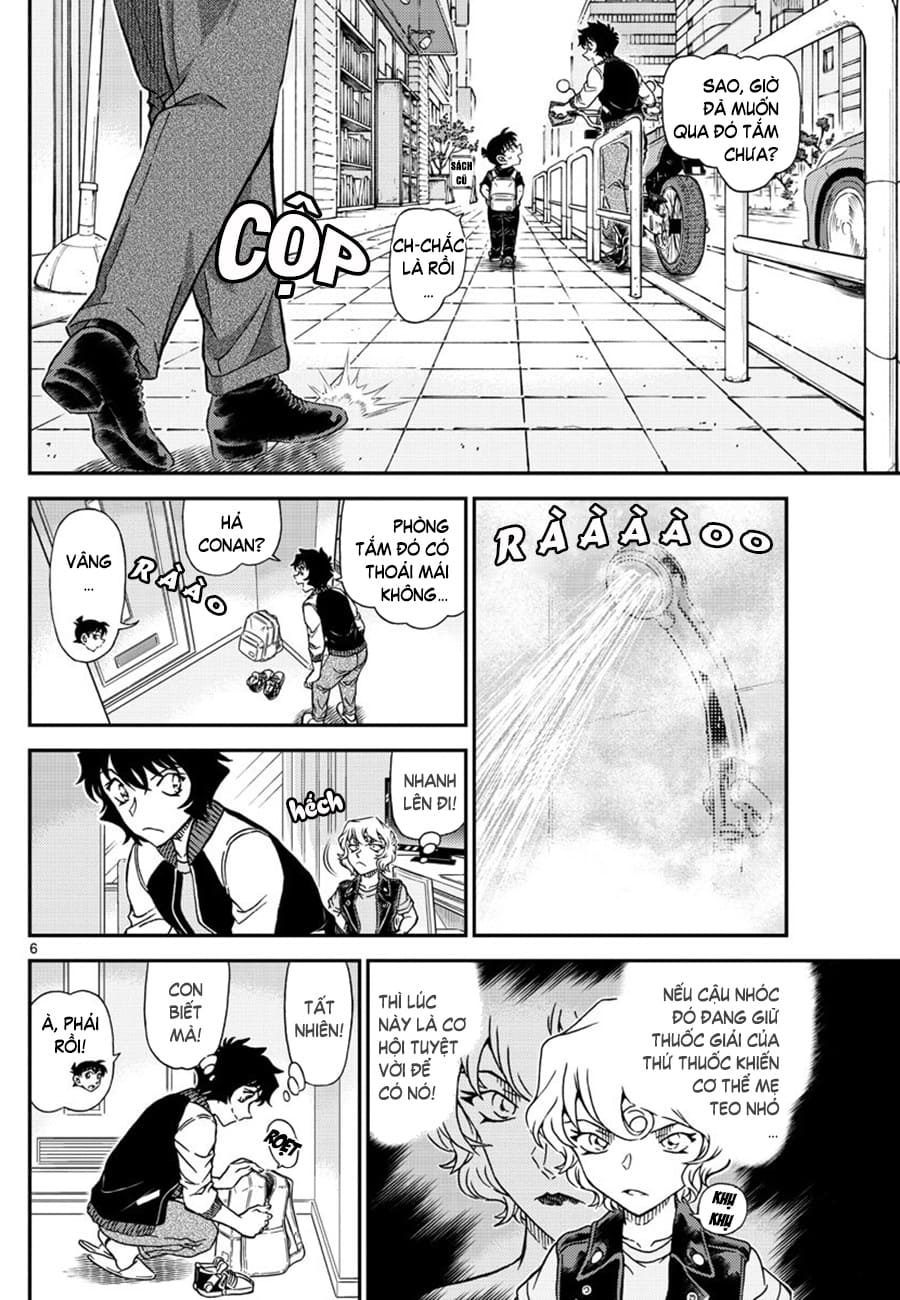 SAO, GIỜ
ĐÃ MUỐN
QUA ĐÓ TẮM
CHƯA?
SÁCH
CŨ
CH-CHẮC
LÀ RỒI
...
CỘP
RÀÀÀÀOO
PHÒNG
TẮM ĐÓ CÓ
THOẢI MÁI
KHÔNG...
HẢ
CONAN?
RÀÀO
VÂNG
...
NHANH
LÊN ĐI!
hếch
6
NẾU CẬU NHÓC
ĐÓ ĐANG GIỮ
THUỐC GIẢI CỦA
THỨ THUỐC KHIẾN
CƠ THỂ MẸ
TEO NHỎ
...
THÌ LÚC
NÀY LÀ CƠ
HỘI TUYỆT
VỜI ĐỂ
CÓ NÓ!
KHỤ
KHỤ
TẤT
NHIÊN!
CON
BIẾT
MÀ!
ROẸT
À, PHẢI
RỒI!